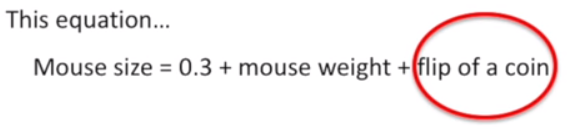 This equation...
Mouse size = 0.3 + mouse weight + flip of a coin